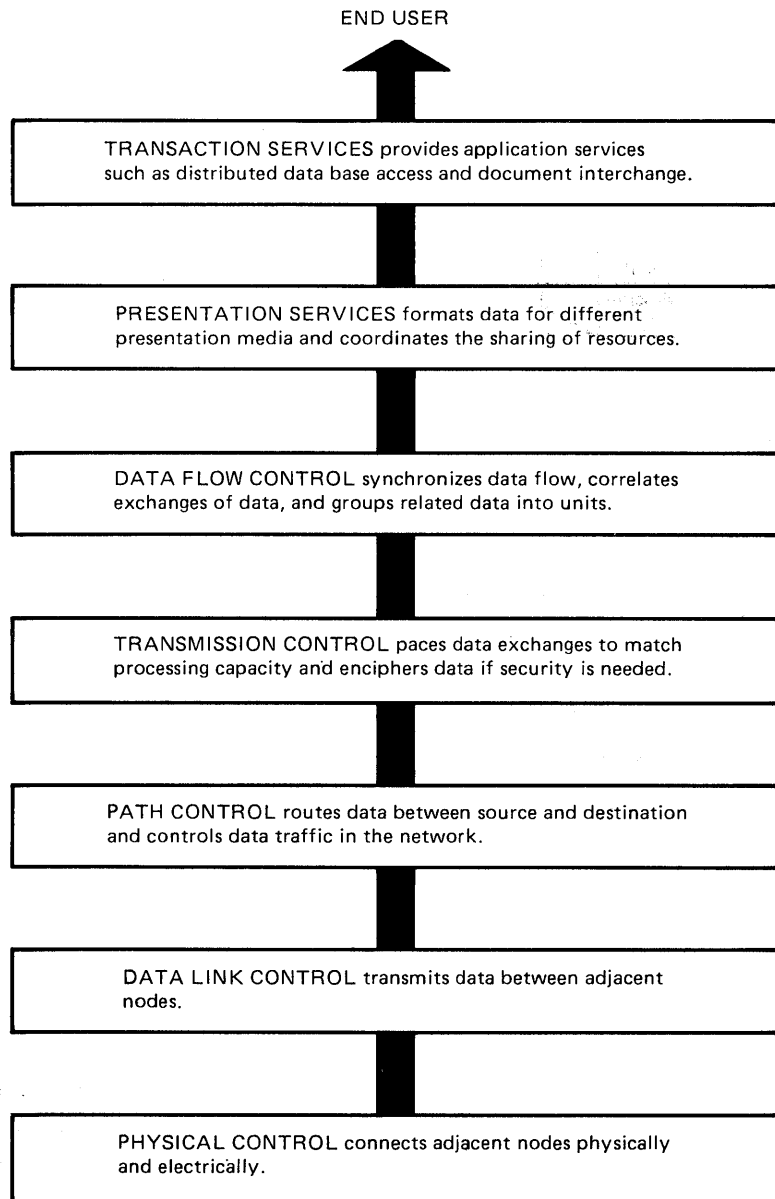 END USER
TRANSACTION SERVICES provides application services
such as distributed data base access and document interchange.
PRESENTATION SERVICES formats data for different
presentation media and coordinates the sharing of resources.
DATA FLOW CONTROL synchronizes data flow, correlates
exchanges of data, and groups related data into units.
TRANSMISSION CONTROL paces data exchanges to match
processing capacity and enciphers data if security is needed.
PATH CONTROL routes data between source and destination
and controls data traffic in the network.
DATA LINK CONTROL transmits data between adjacent
nodes.
PHYSICAL CONTROL connects adjacent nodes physically
and electrically.